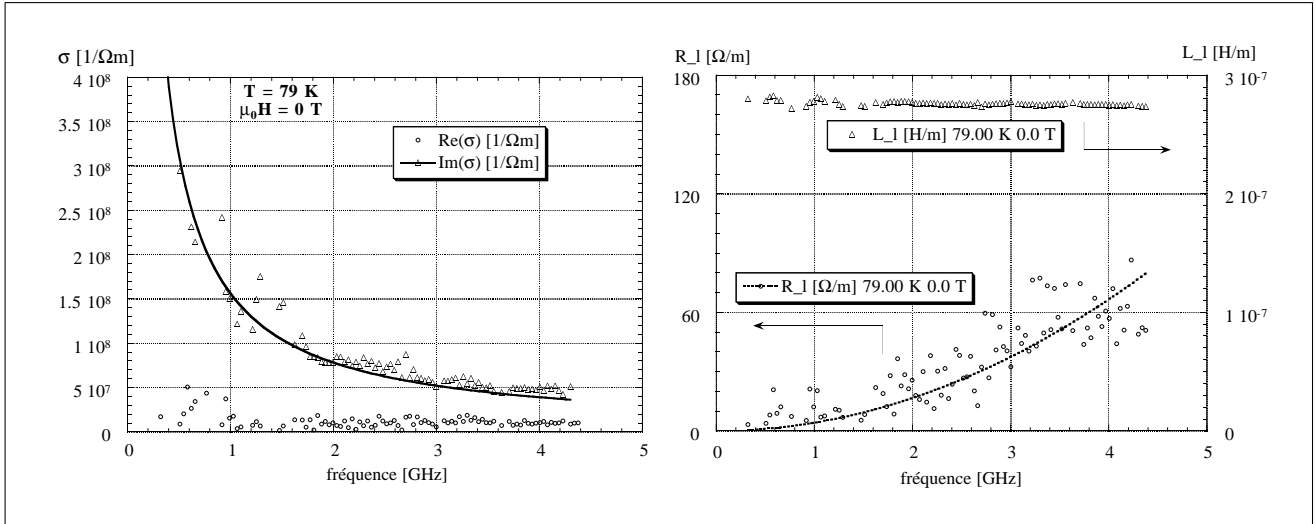 σ [1/Ωm]
4 10⁸
3.5 10⁸
3 10⁸
2.5 10⁸
2 10⁸
1.5 10⁸
1 10⁸
5 10⁷
0
T = 79 K
μ₀H = 0 T
Re(σ) [1/Ωm]
Im(σ) [1/Ωm]
0 1 2 3 4 5
fréquence [GHz]
R_l [Ω/m]
L_l [H/m]
180
120
60
0
3 10⁻⁷
2 10⁻⁷
1 10⁻⁷
0
L_l [H/m] 79.00 K 0.0 T
R_l [Ω/m] 79.00 K 0.0 T
0 1 2 3 4 5
fréquence [GHz]